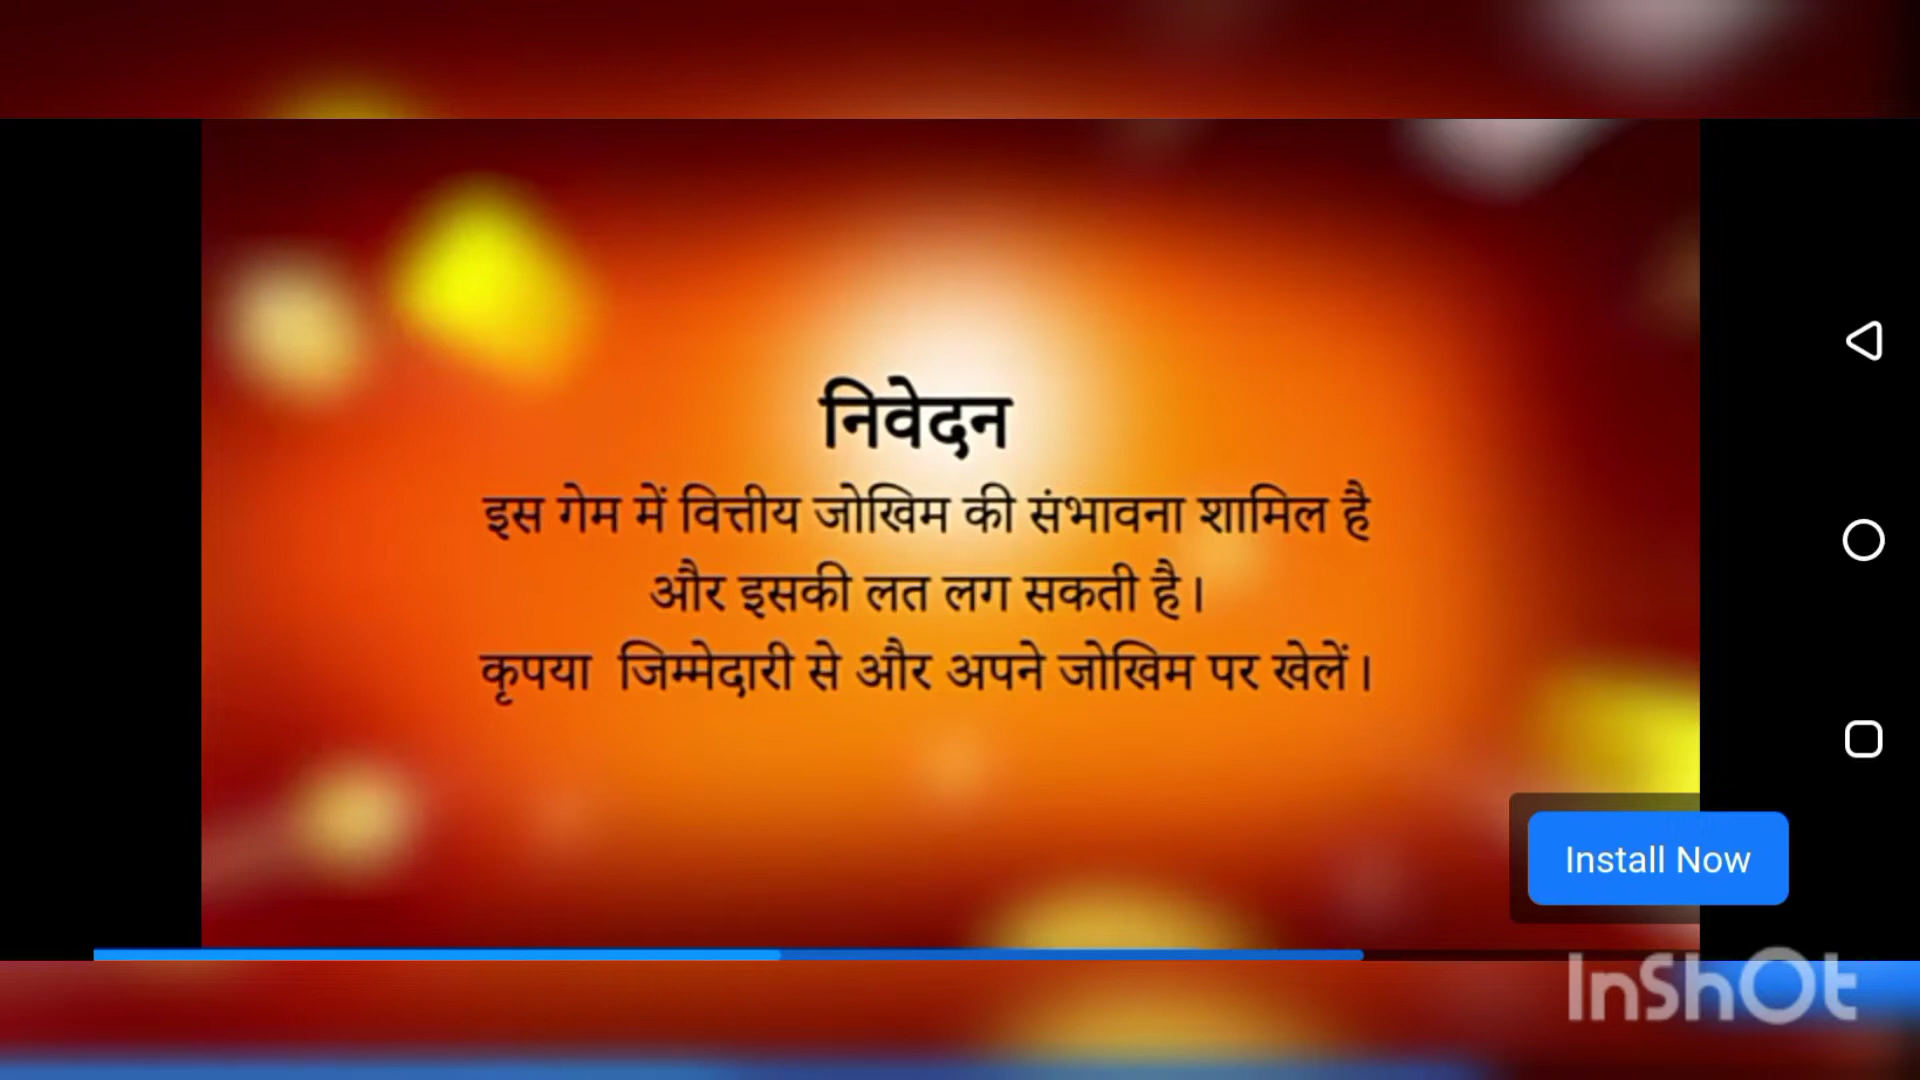 निवेदन
इस गेम में वित्तीय जोखिम की संभावना शामिल है
और इसकी लत लग सकती है।
कृपया जिम्मेदारी से और अपने जोखिम पर खेलें।
Install Now
InShOt